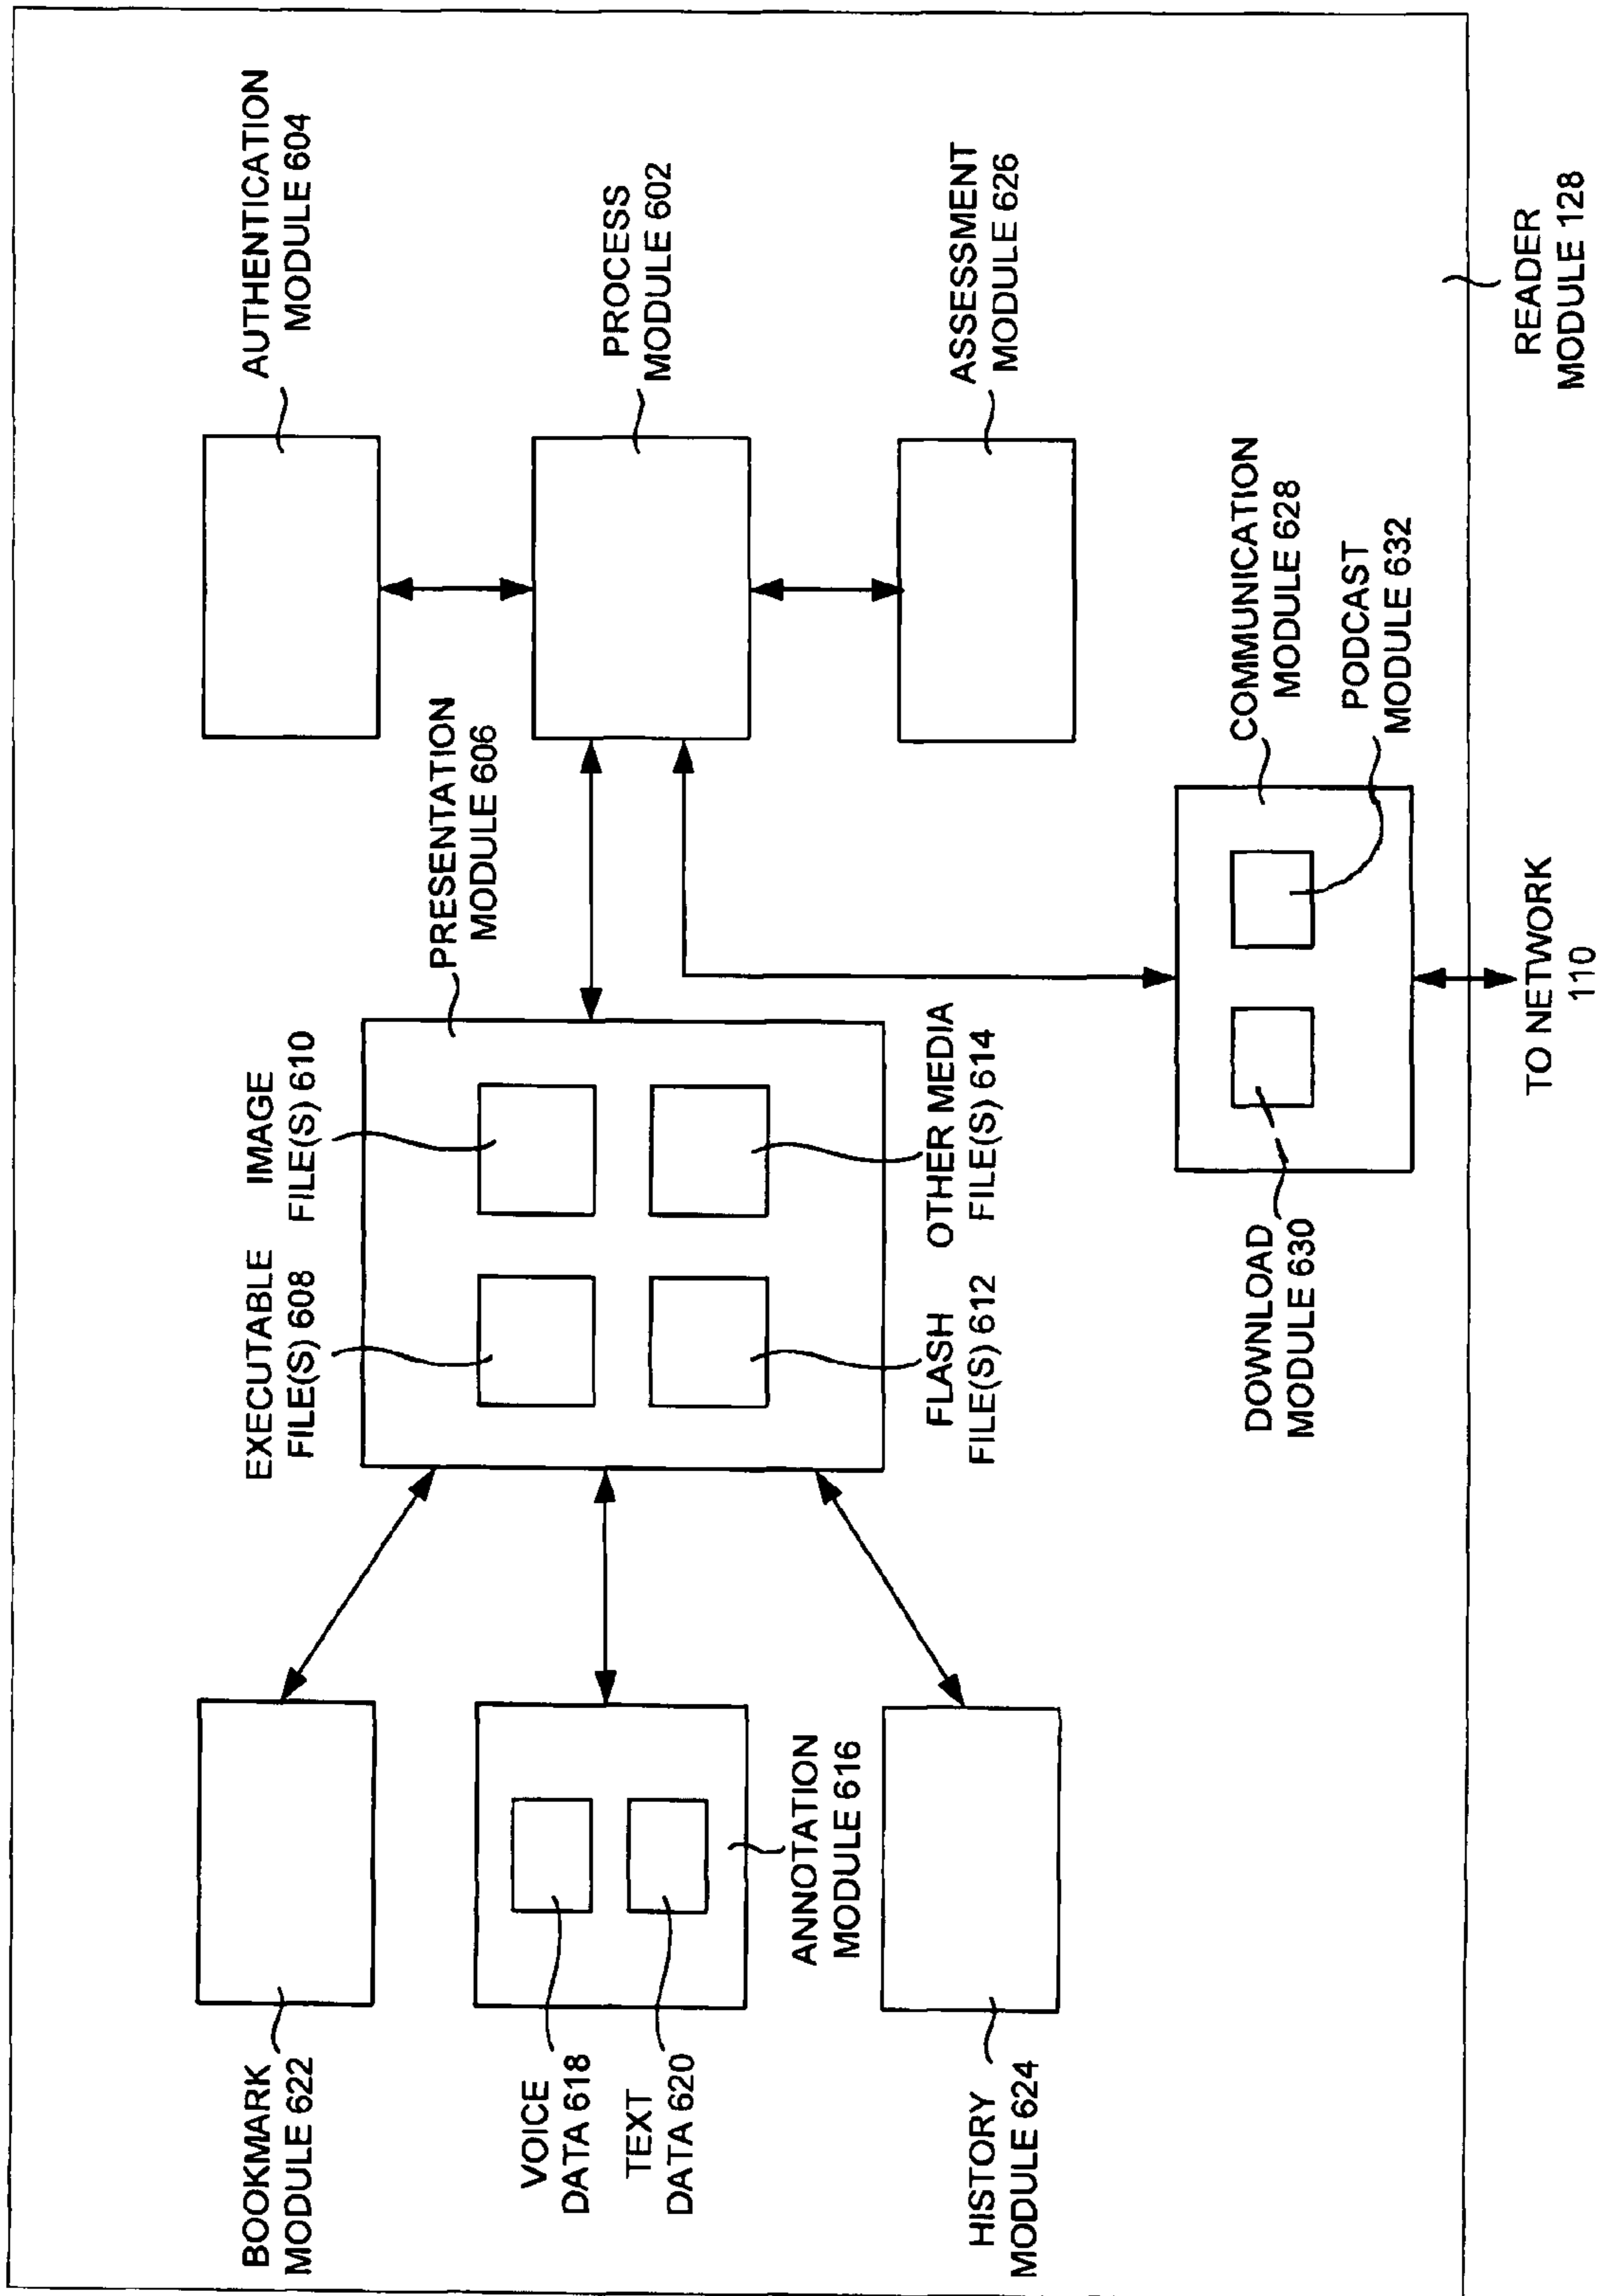 AUTHENTICATION
MODULE 604
PRESENTATION
MODULE 606
PROCESS
MODULE 602
ASSESSMENT
MODULE 626
EXECUTABLE
FILE(S) 608
IMAGE
FILE(S) 610
FLASH
FILE(S) 612
OTHER MEDIA
FILE(S) 614
BOOKMARK
MODULE 622
VOICE
DATA 618
TEXT
DATA 620
ANNOTATION
MODULE 616
HISTORY
MODULE 624
COMMUNICATION
MODULE 628
PODCAST
MODULE 632
DOWNLOAD
MODULE 630
TO NETWORK
110
READER
MODULE 128